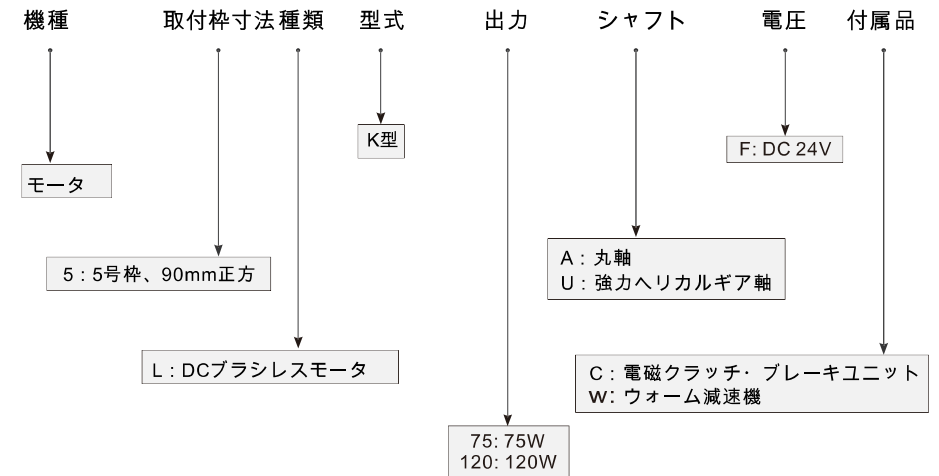 機種
取付枠寸法種類
型式
出力
シャフト
電圧
付属品
K型
F: DC 24V
モータ
A : 丸軸
U : 強力ヘリカルギア軸
5 : 5号枠、90mm正方
L : DCブラシレスモータ
C : 電磁クラッチ· ブレーキユニット
W: ウォーム減速機
75: 75W
120: 120W